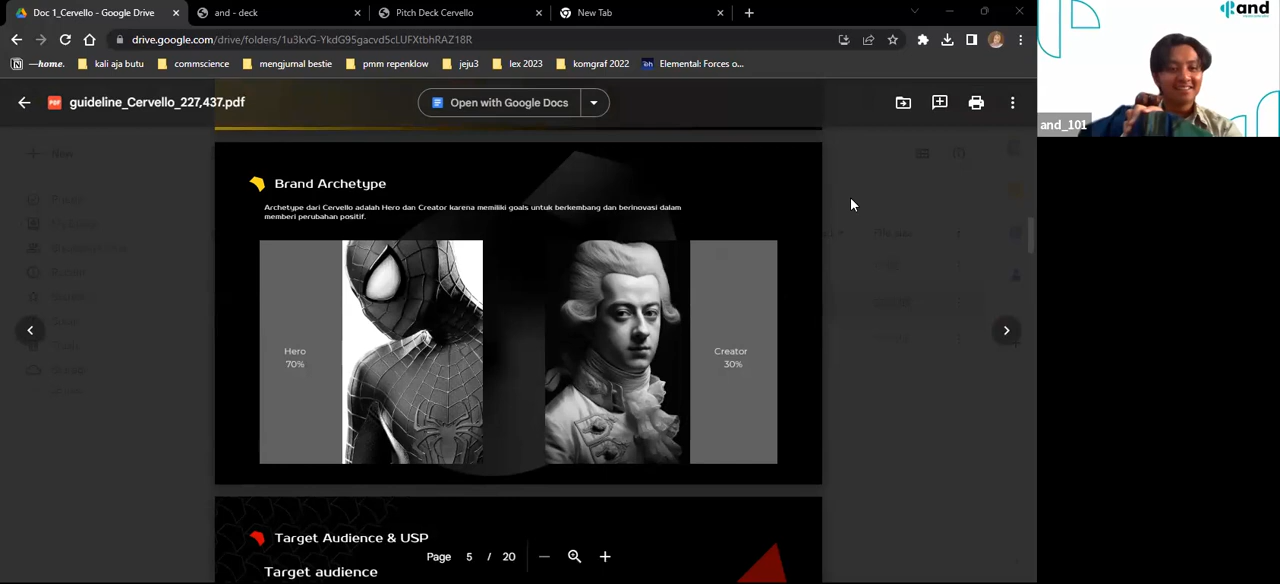 Doc 1_Cervello - Google Drive
and - deck
Pitch Deck Cervello
New Tab
drive.google.com/drive/folders/1u3kvG-YkdG95gacvd5cLUFXtbhRAZ18R
—home.
kali aja butu
commscience
mengjurnal bestie
pmm repenklow
jeju3
lex 2023
komgraf 2022
Elemental: Forces o...
PDF
guideline_Cervello_227,437.pdf
Open with Google Docs
and
and_101
New
Brand Archetype
Archetype dari Cervello adalah Hero dan Creator karena memiliki goals untuk berkembang dan berinovasi dalam
memberi perubahan positif.
Hero
70%
Creator
30%
Target Audience & USP
Target audience
Page 5 / 20